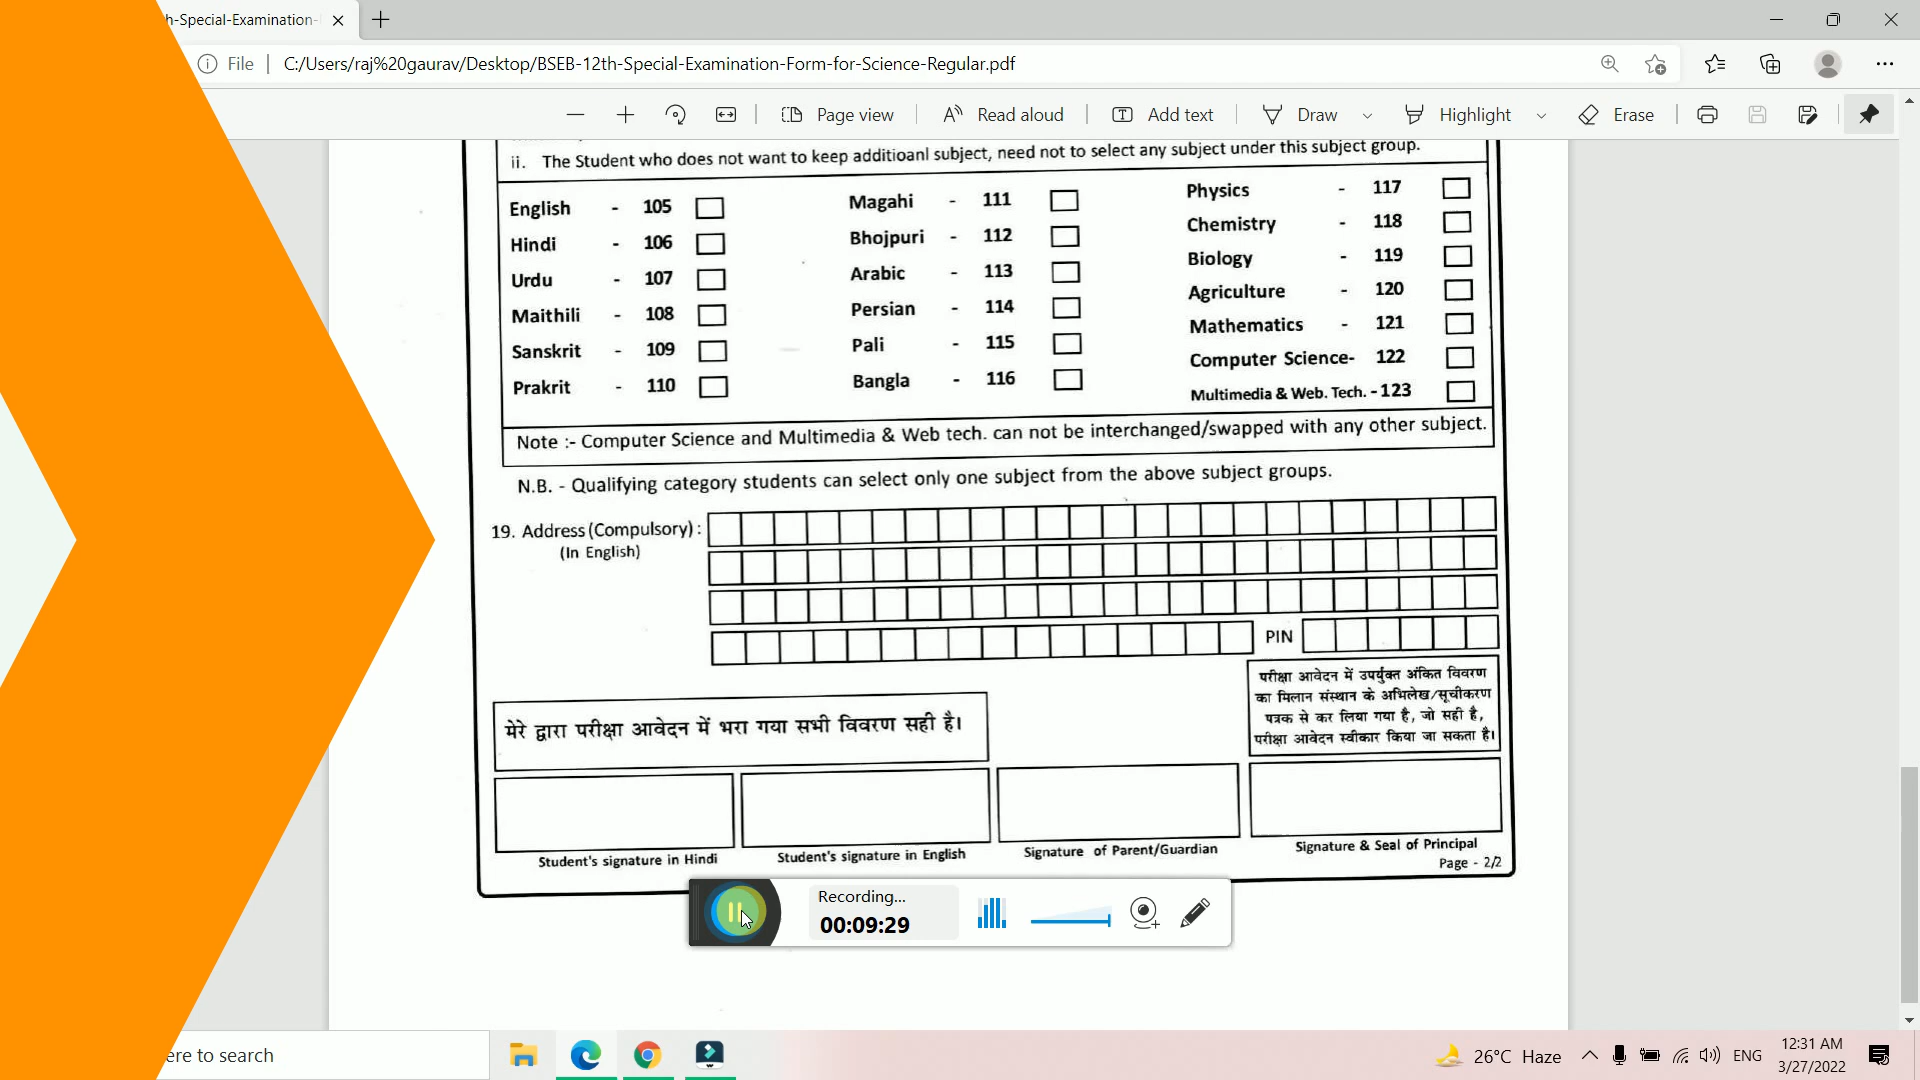 h-Special-Examination-
File
C:/Users/raj%20gaurav/Desktop/BSEB-12th-Special-Examination-Form-for-Science-Regular.pdf
Page view
Read aloud
Add text
Draw
Highlight
Erase
ii. The Student who does not want to keep additioanl subject, need not to select any subject under this subject group.
English - 105
Hindi - 106
Urdu - 107
Maithili - 108
Sanskrit - 109
Prakrit - 110
Magahi - 111
Bhojpuri - 112
Arabic - 113
Persian - 114
Pali - 115
Bangla - 116
Physics - 117
Chemistry - 118
Biology - 119
Agriculture - 120
Mathematics - 121
Computer Science- 122
Multimedia & Web. Tech. - 123
Note :- Computer Science and Multimedia & Web tech. can not be interchanged/swapped with any other subject.
N.B. - Qualifying category students can select only one subject from the above subject groups.
19. Address (Compulsory) :
(In English)
PIN
परीक्षा आवेदन में उपर्युक्त अंकित विवरण
का मिलान संस्थान के अभिलेख/सूचीकरण
पत्रक से कर लिया गया है, जो सही है,
परीक्षा आवेदन स्वीकार किया जा सकता है।
मेरे द्वारा परीक्षा आवेदन में भरा गया सभी विवरण सही है।
Student's signature in Hindi
Student's signature in English
Signature of Parent/Guardian
Signature & Seal of Principal
Page - 2/2
Recording...
00:09:29
ere to search
26°C Haze
ENG
12:31 AM
3/27/2022